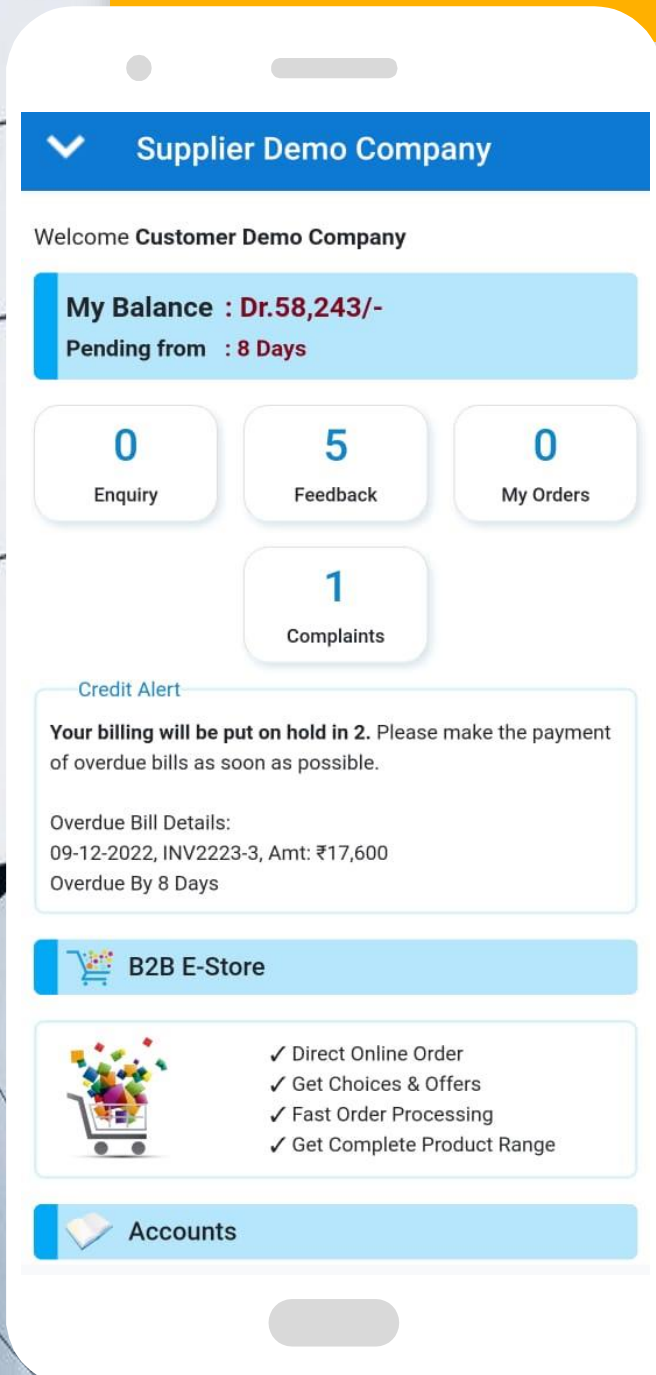 Supplier Demo Company
Welcome Customer Demo Company
My Balance : Dr.58,243/-
Pending from : 8 Days
0
Enquiry
5
Feedback
0
My Orders
1
Complaints
Credit Alert
Your billing will be put on hold in 2. Please make the payment
of overdue bills as soon as possible.
Overdue Bill Details:
09-12-2022, INV2223-3, Amt: ₹17,600
Overdue By 8 Days
B2B E-Store
✓ Direct Online Order
✓ Get Choices & Offers
✓ Fast Order Processing
✓ Get Complete Product Range
Accounts